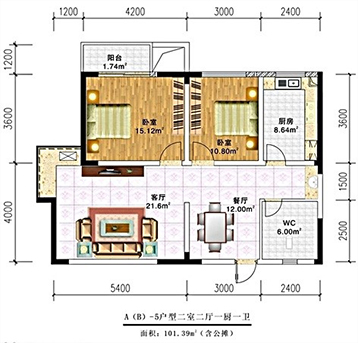 1200 4200 3000 2400
1200
3600
4000
3600
1500
2500
阳台
1.74m²
卧室
15.12m²
卧室
10.80m²
厨房
8.64m²
客厅
21.6m²
餐厅
12.00m²
WC
6.00m²
5400 3000 2400
A（B）-5户型二室二厅一厨一卫
面积：101.39m²（含公摊）